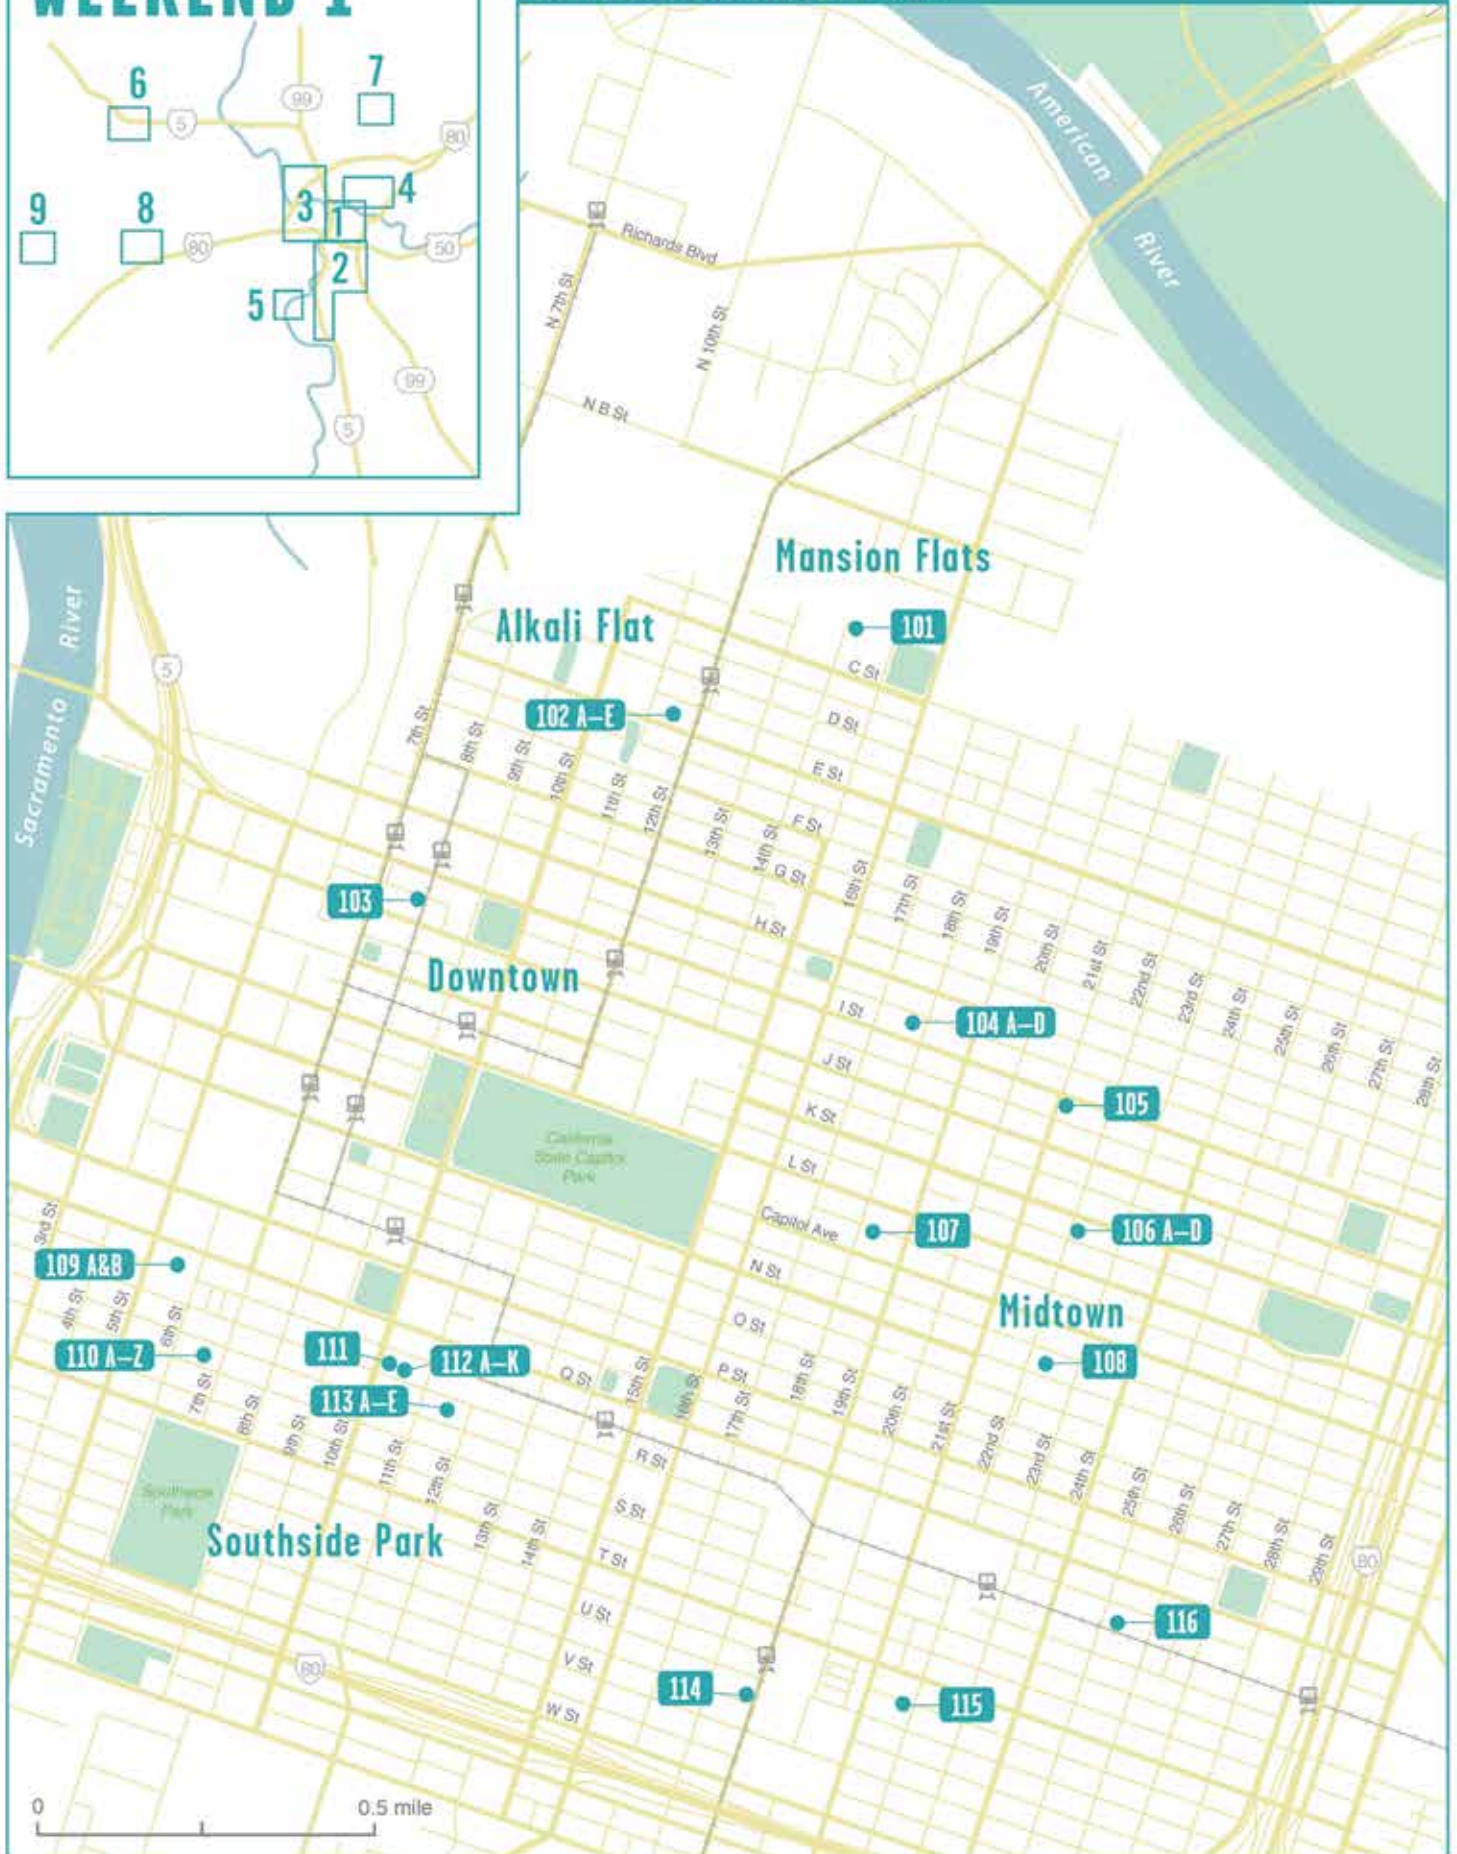 WEEKEND 1
6
7
99
5
80
4
3
1
9
8
80
50
2
5
99
5
American
River
Richards Blvd
N 7th St
N 10th St
N B St
Mansion Flats
101
Alkali Flat
C St
102 A–E
D St
E St
F St
G St
H St
Sacramento
River
5
7th St
8th St
9th St
10th St
11th St
12th St
13th St
14th St
16th St
17th St
18th St
19th St
20th St
21st St
22nd St
23rd St
24th St
25th St
26th St
27th St
28th St
103
Downtown
I St
104 A–D
J St
105
K St
California
State Capitol
Park
L St
Capitol Ave
107
106 A–D
3rd St
109 A&B
N St
Midtown
4th St
5th St
6th St
O St
110 A–Z
111
112 A–K
108
113 A–E
Q St
P St
15th St
16th St
17th St
18th St
19th St
20th St
21st St
22nd St
23rd St
24th St
25th St
26th St
27th St
28th St
29th St
7th St
8th St
9th St
10th St
11th St
12th St
13th St
14th St
R St
Southside
Park
S St
Southside Park
T St
80
U St
116
V St
80
114
115
W St
0
0.5 mile